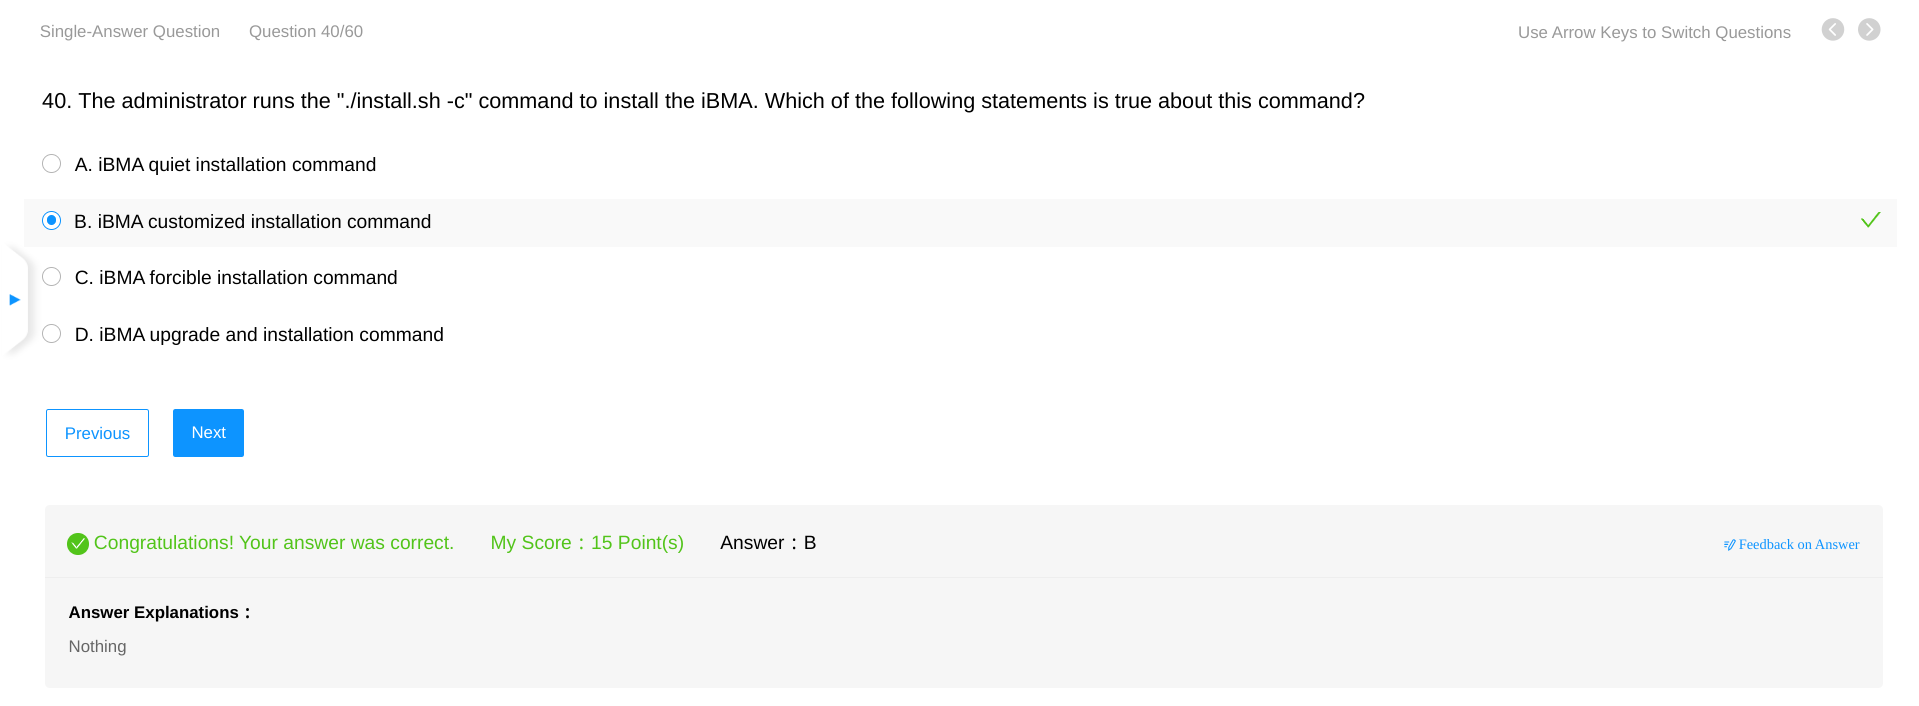 Single-Answer Question Question 40/60 Use Arrow Keys to Switch Questions
40. The administrator runs the "./install.sh -c" command to install the iBMA. Which of the following statements is true about this command?
A. iBMA quiet installation command
B. iBMA customized installation command
C. iBMA forcible installation command
D. iBMA upgrade and installation command
Previous Next
Congratulations! Your answer was correct. My Score：15 Point(s) Answer：B Feedback on Answer
Answer Explanations：
Nothing